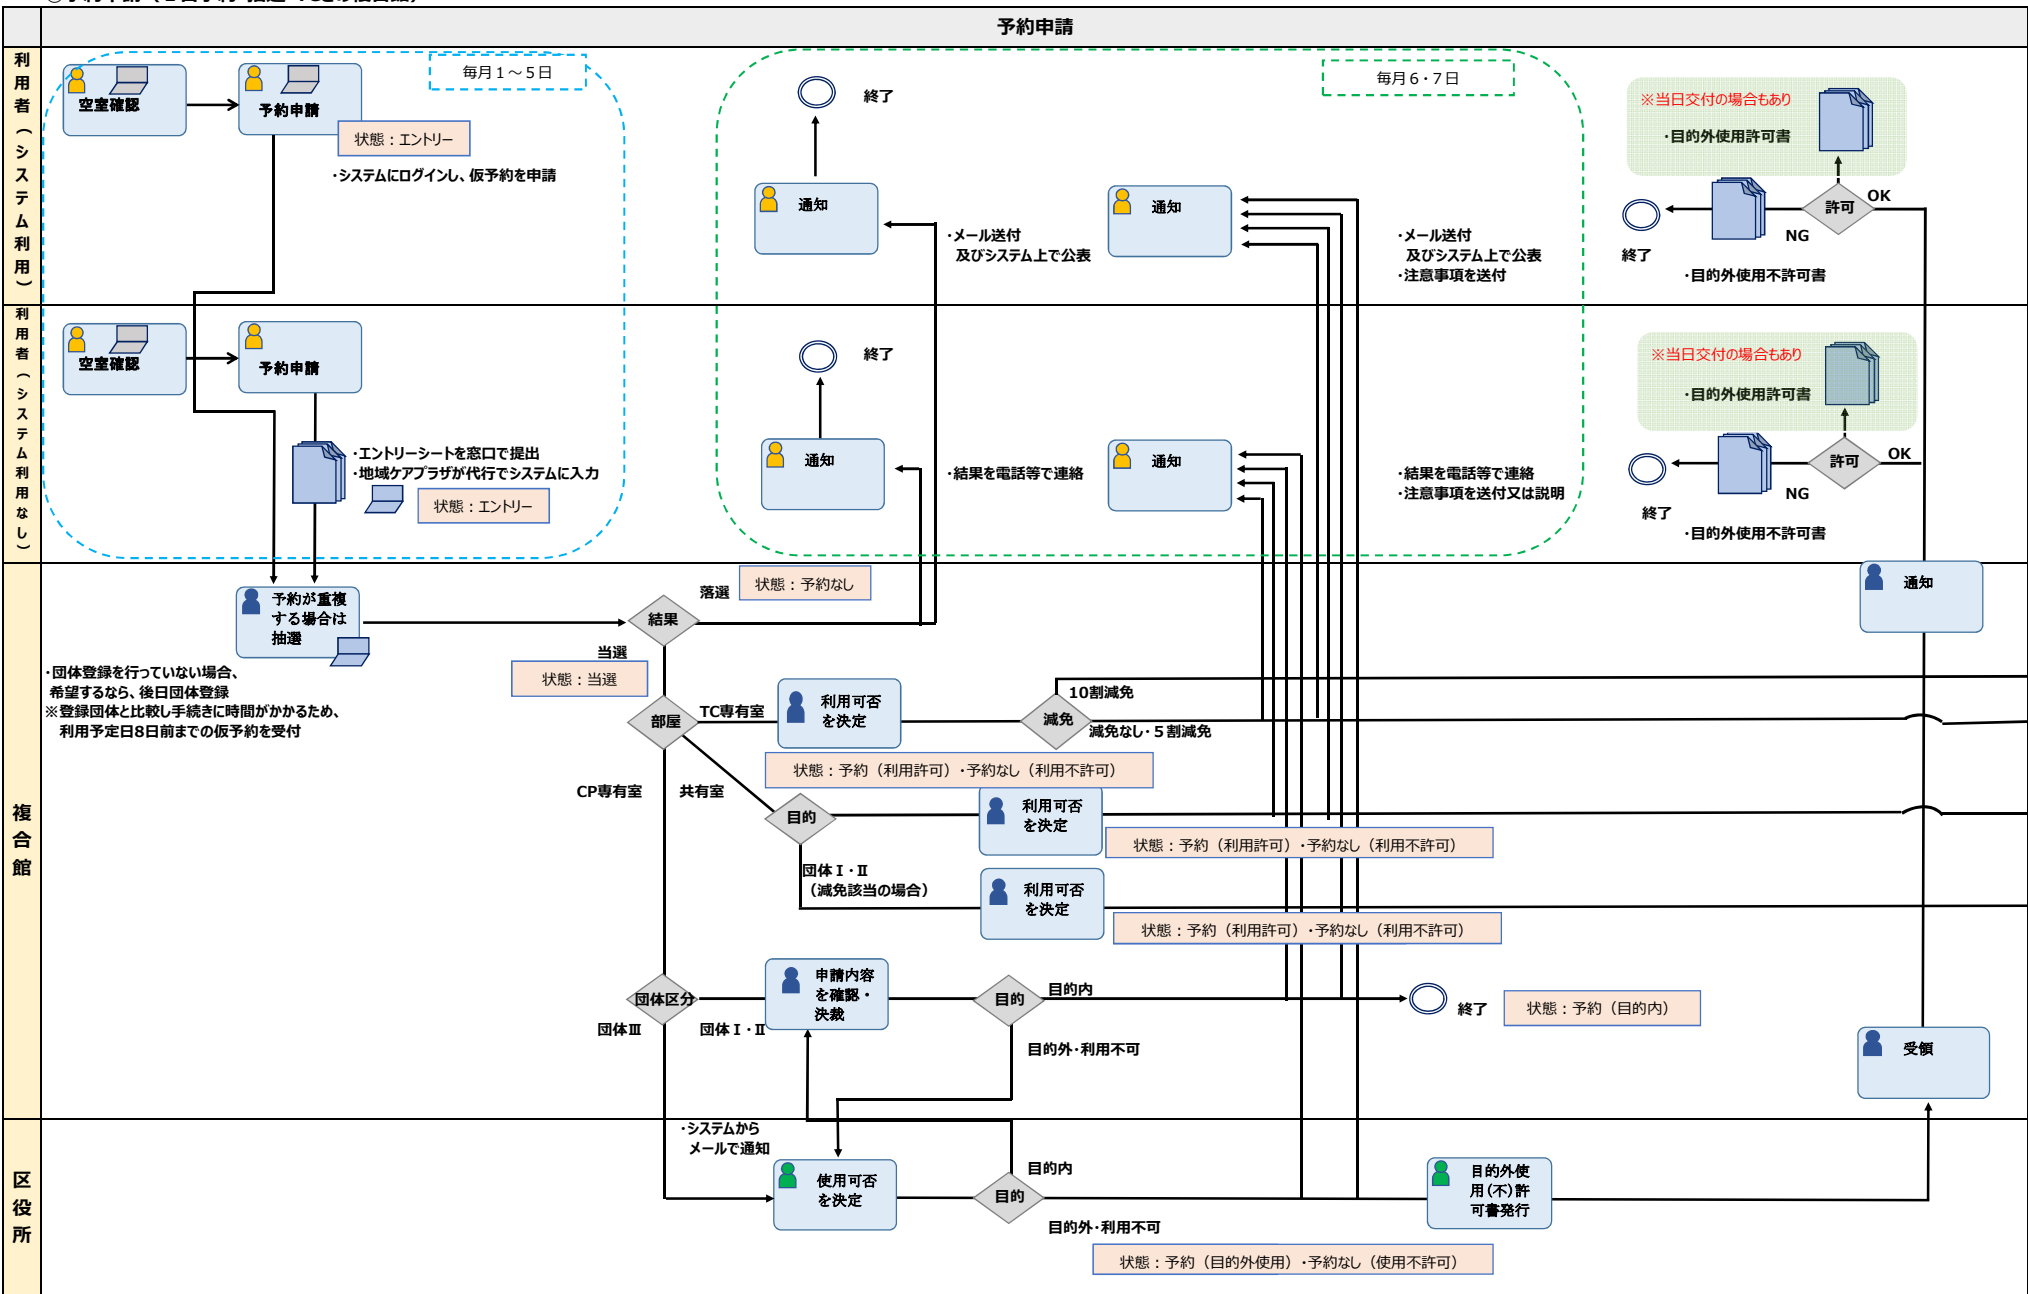 予約申請
利用者（システム利用）
空室確認
予約申請
毎月１～５日
状態：エントリー
・システムにログインし、仮予約を申請
終了
通知
・メール送付
及びシステム上で公表
通知
毎月６・７日
・メール送付
及びシステム上で公表
・注意事項を送付
※当日交付の場合もあり
・目的外使用許可書
許可
OK
NG
終了
・目的外使用不許可書
利用者（システム利用なし）
空室確認
予約申請
・エントリーシートを窓口で提出
・地域ケアプラザが代行でシステムに入力
状態：エントリー
終了
通知
・結果を電話等で連絡
通知
・結果を電話等で連絡
・注意事項を送付又は説明
※当日交付の場合もあり
・目的外使用許可書
許可
OK
NG
終了
・目的外使用不許可書
複合館
予約が重複
する場合は
抽選
・団体登録を行っていない場合、
希望するなら、後日団体登録
※登録団体と比較し手続きに時間がかかるため、
利用予定日8日前までの仮予約を受付
結果
落選
状態：予約なし
当選
状態：当選
部屋
TC専有室
利用可否
を決定
減免
10割減免
減免なし・５割減免
状態：予約（利用許可）・予約なし（利用不許可）
CP専有室
共有室
目的
利用可否
を決定
状態：予約（利用許可）・予約なし（利用不許可）
団体Ⅰ・Ⅱ
（減免該当の場合）
利用可否
を決定
状態：予約（利用許可）・予約なし（利用不許可）
団体区分
団体Ⅲ
団体Ⅰ・Ⅱ
申請内容
を確認・
決裁
目的
目的内
目的外・利用不可
終了
状態：予約（目的内）
通知
受領
区役所
・システムから
メールで通知
使用可否
を決定
目的
目的内
目的外・利用不可
状態：予約（目的外使用）・予約なし（使用不許可）
目的外使
用（不）許
可書発行